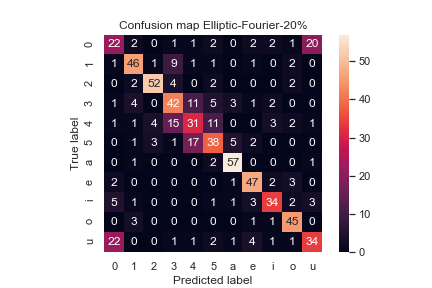 Confusion map Elliptic-Fourier-20%
True label
0 22 2 0 1 1 2 0 2 2 1 20
1 1 46 1 9 1 1 0 1 0 2 0
2 0 2 52 4 0 2 0 0 0 0 0
3 1 4 0 42 11 5 3 1 2 0 0
4 1 1 4 15 31 11 0 0 3 2 1
5 0 1 3 1 17 38 5 2 0 0 0
a 0 1 0 0 0 2 57 0 0 0 1
e 2 0 0 0 0 0 1 47 2 3 0
i 5 1 0 0 0 1 1 3 34 2 3
o 0 3 0 0 0 0 0 1 1 45 0
u 22 0 0 1 1 2 1 4 1 1 34
0 1 2 3 4 5 a e i o u
Predicted label
50
40
30
20
10
0